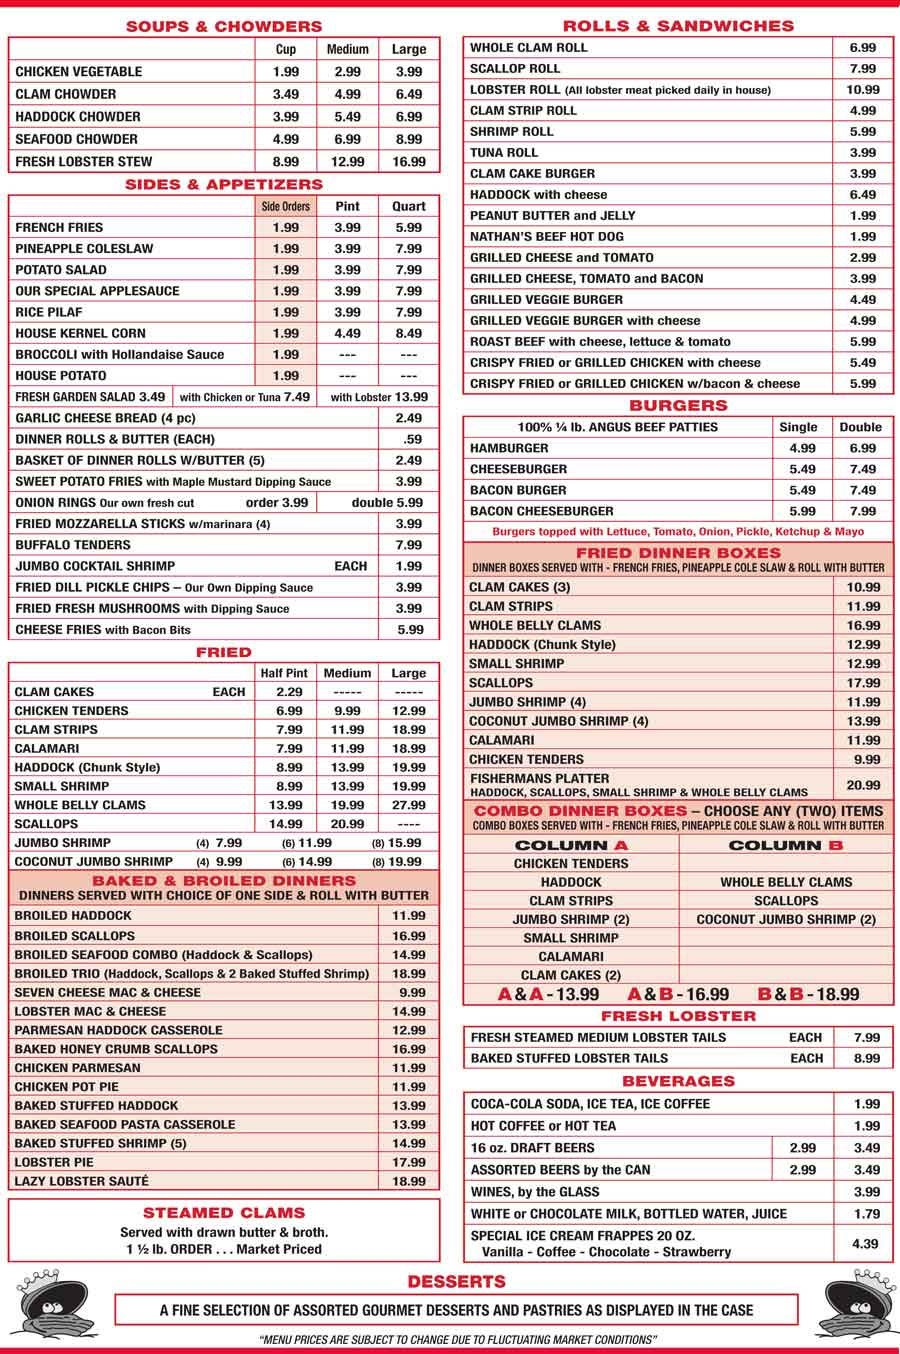 SOUPS & CHOWDERS
Cup Medium Large
CHICKEN VEGETABLE 1.99 2.99 3.99
CLAM CHOWDER 3.49 4.99 6.49
HADDOCK CHOWDER 3.99 5.49 6.99
SEAFOOD CHOWDER 4.99 6.99 8.99
FRESH LOBSTER STEW 8.99 12.99 16.99
SIDES & APPETIZERS
Side Orders Pint Quart
FRENCH FRIES 1.99 3.99 5.99
PINEAPPLE COLESLAW 1.99 3.99 7.99
POTATO SALAD 1.99 3.99 7.99
OUR SPECIAL APPLESAUCE 1.99 3.99 7.99
RICE PILAF 1.99 3.99 7.99
HOUSE KERNEL CORN 1.99 4.49 8.49
BROCCOLI with Hollandaise Sauce 1.99 --- ---
HOUSE POTATO 1.99 --- ---
FRESH GARDEN SALAD 3.49 with Chicken or Tuna 7.49 with Lobster 13.99
GARLIC CHEESE BREAD (4 pc) 2.49
DINNER ROLLS & BUTTER (EACH) .59
BASKET OF DINNER ROLLS W/BUTTER (5) 2.49
SWEET POTATO FRIES with Maple Mustard Dipping Sauce 3.99
ONION RINGS Our own fresh cut order 3.99 double 5.99
FRIED MOZZARELLA STICKS w/marinara (4) 3.99
BUFFALO TENDERS 7.99
JUMBO COCKTAIL SHRIMP EACH 1.99
FRIED DILL PICKLE CHIPS – Our Own Dipping Sauce 3.99
FRIED FRESH MUSHROOMS with Dipping Sauce 3.99
CHEESE FRIES with Bacon Bits 5.99
FRIED
Half Pint Medium Large
CLAM CAKES EACH 2.29 ----- -----
CHICKEN TENDERS 6.99 9.99 12.99
CLAM STRIPS 7.99 11.99 18.99
CALAMARI 7.99 11.99 18.99
HADDOCK (Chunk Style) 8.99 13.99 19.99
SMALL SHRIMP 8.99 13.99 19.99
WHOLE BELLY CLAMS 13.99 19.99 27.99
SCALLOPS 14.99 20.99 ----
JUMBO SHRIMP (4) 7.99 (6) 11.99 (8) 15.99
COCONUT JUMBO SHRIMP (4) 9.99 (6) 14.99 (8) 19.99
BAKED & BROILED DINNERS
DINNERS SERVED WITH CHOICE OF ONE SIDE & ROLL WITH BUTTER
BROILED HADDOCK 11.99
BROILED SCALLOPS 16.99
BROILED SEAFOOD COMBO (Haddock & Scallops) 14.99
BROILED TRIO (Haddock, Scallops & 2 Baked Stuffed Shrimp) 18.99
SEVEN CHEESE MAC & CHEESE 9.99
LOBSTER MAC & CHEESE 14.99
PARMESAN HADDOCK CASSEROLE 12.99
BAKED HONEY CRUMB SCALLOPS 16.99
CHICKEN PARMESAN 11.99
CHICKEN POT PIE 11.99
BAKED STUFFED HADDOCK 13.99
BAKED SEAFOOD PASTA CASSEROLE 13.99
BAKED STUFFED SHRIMP (5) 14.99
LOBSTER PIE 17.99
LAZY LOBSTER SAUTÉ 18.99
STEAMED CLAMS
Served with drawn butter & broth.
1 ½ lb. ORDER . . . Market Priced
ROLLS & SANDWICHES
WHOLE CLAM ROLL 6.99
SCALLOP ROLL 7.99
LOBSTER ROLL (All lobster meat picked daily in house) 10.99
CLAM STRIP ROLL 4.99
SHRIMP ROLL 5.99
TUNA ROLL 3.99
CLAM CAKE BURGER 3.99
HADDOCK with cheese 6.49
PEANUT BUTTER and JELLY 1.99
NATHAN'S BEEF HOT DOG 1.99
GRILLED CHEESE and TOMATO 2.99
GRILLED CHEESE, TOMATO and BACON 3.99
GRILLED VEGGIE BURGER 4.49
GRILLED VEGGIE BURGER with cheese 4.99
ROAST BEEF with cheese, lettuce & tomato 5.99
CRISPY FRIED or GRILLED CHICKEN with cheese 5.49
CRISPY FRIED or GRILLED CHICKEN w/bacon & cheese 5.99
BURGERS
100% ¼ lb. ANGUS BEEF PATTIES Single Double
HAMBURGER 4.99 6.99
CHEESEBURGER 5.49 7.49
BACON BURGER 5.49 7.49
BACON CHEESEBURGER 5.99 7.99
Burgers topped with Lettuce, Tomato, Onion, Pickle, Ketchup & Mayo
FRIED DINNER BOXES
DINNER BOXES SERVED WITH - FRENCH FRIES, PINEAPPLE COLE SLAW & ROLL WITH BUTTER
CLAM CAKES (3) 10.99
CLAM STRIPS 11.99
WHOLE BELLY CLAMS 16.99
HADDOCK (Chunk Style) 12.99
SMALL SHRIMP 12.99
SCALLOPS 17.99
JUMBO SHRIMP (4) 11.99
COCONUT JUMBO SHRIMP (4) 13.99
CALAMARI 11.99
CHICKEN TENDERS 9.99
FISHERMANS PLATTER
HADDOCK, SCALLOPS, SMALL SHRIMP & WHOLE BELLY CLAMS 20.99
COMBO DINNER BOXES – CHOOSE ANY (TWO) ITEMS
COMBO BOXES SERVED WITH - FRENCH FRIES, PINEAPPLE COLE SLAW & ROLL WITH BUTTER
COLUMN A COLUMN B
CHICKEN TENDERS
HADDOCK WHOLE BELLY CLAMS
CLAM STRIPS SCALLOPS
JUMBO SHRIMP (2) COCONUT JUMBO SHRIMP (2)
SMALL SHRIMP
CALAMARI
CLAM CAKES (2)
A & A - 13.99 A & B - 16.99 B & B - 18.99
FRESH LOBSTER
FRESH STEAMED MEDIUM LOBSTER TAILS EACH 7.99
BAKED STUFFED LOBSTER TAILS EACH 8.99
BEVERAGES
COCA-COLA SODA, ICE TEA, ICE COFFEE 1.99
HOT COFFEE or HOT TEA 1.99
16 oz. DRAFT BEERS 2.99 3.49
ASSORTED BEERS by the CAN 2.99 3.49
WINES, by the GLASS 3.99
WHITE or CHOCOLATE MILK, BOTTLED WATER, JUICE 1.79
SPECIAL ICE CREAM FRAPPES 20 OZ. 4.39
Vanilla - Coffee - Chocolate - Strawberry
DESSERTS
A FINE SELECTION OF ASSORTED GOURMET DESSERTS AND PASTRIES AS DISPLAYED IN THE CASE
"MENU PRICES ARE SUBJECT TO CHANGE DUE TO FLUCTUATING MARKET CONDITIONS"